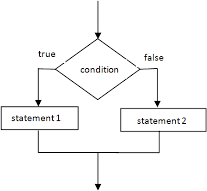 true
false
condition
statement 1
statement 2